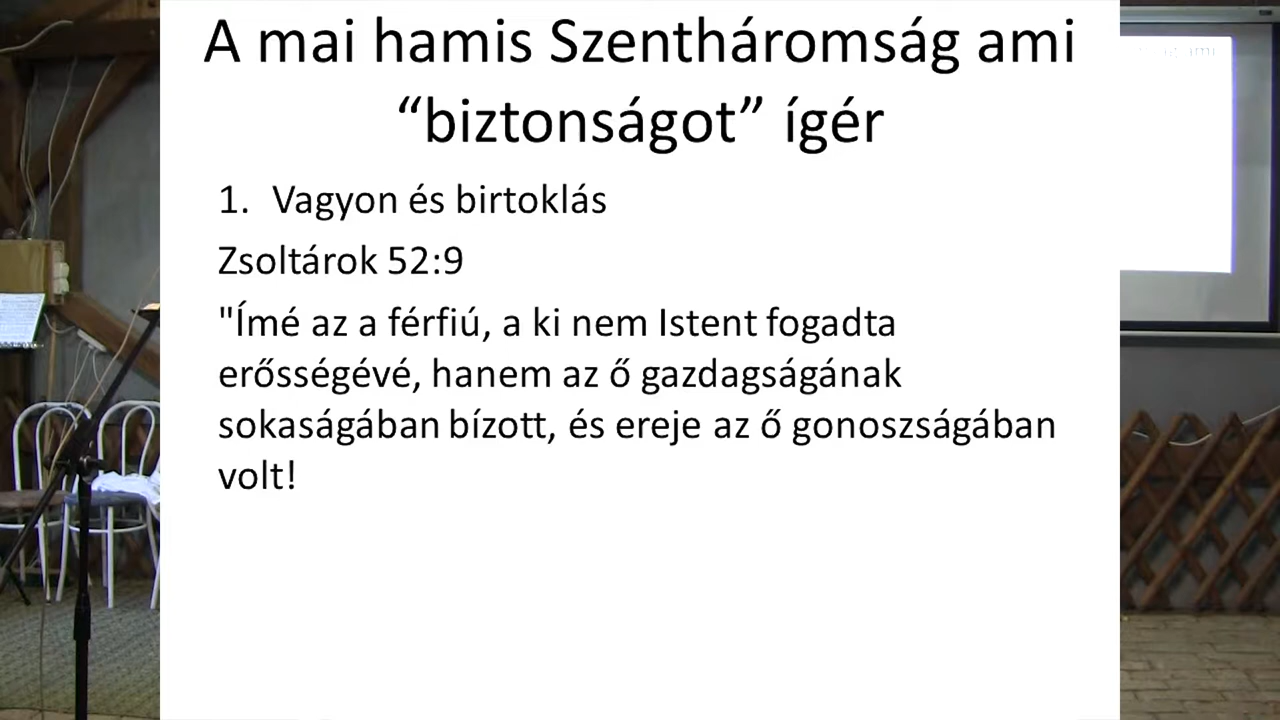 A mai hamis Szentháromság ami
“biztonságot” ígér
1. Vagyon és birtoklás
Zsoltárok 52:9
"Ímé az a férfiú, a ki nem Istent fogadta
erősségévé, hanem az ő gazdagságának
sokaságában bízott, és ereje az ő gonoszságában
volt!